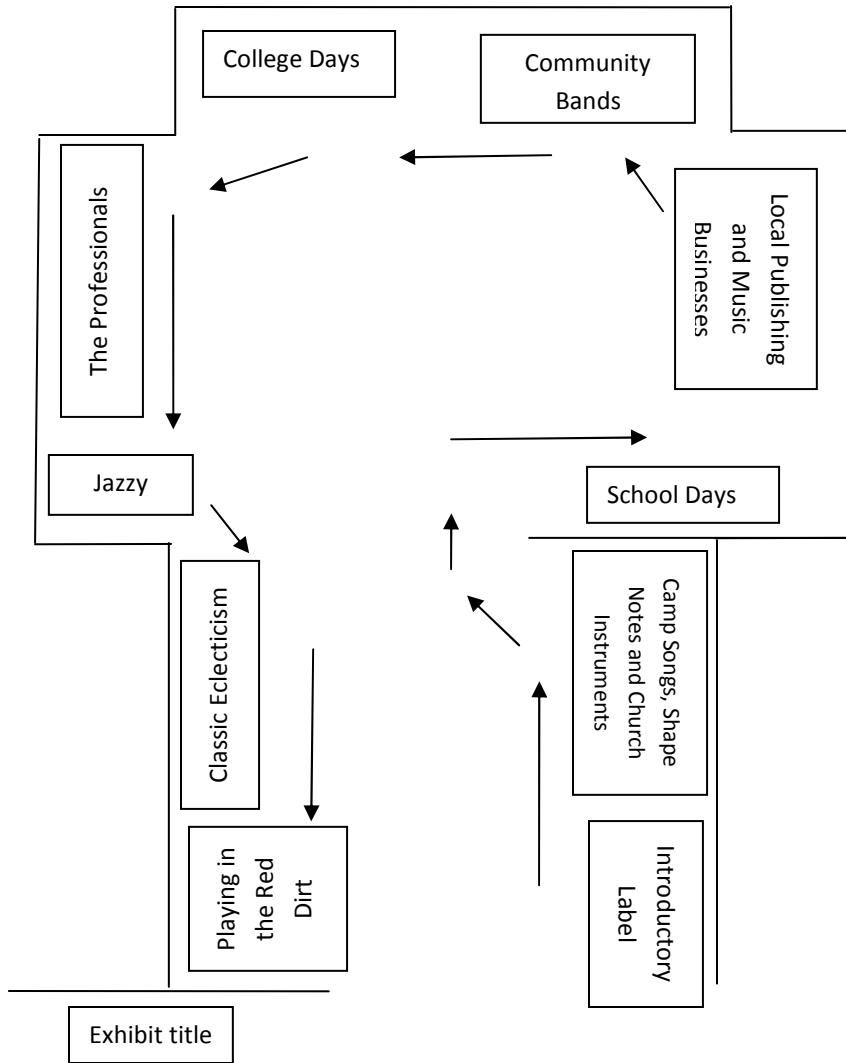 College Days
Community
Bands
The Professionals
Local Publishing
and Music
Businesses
Jazzy
School Days
Classic Eclecticism
Camp Songs, Shape
Notes and Church
Instruments
Playing in
the Red
Dirt
Introductory
Label
Exhibit title